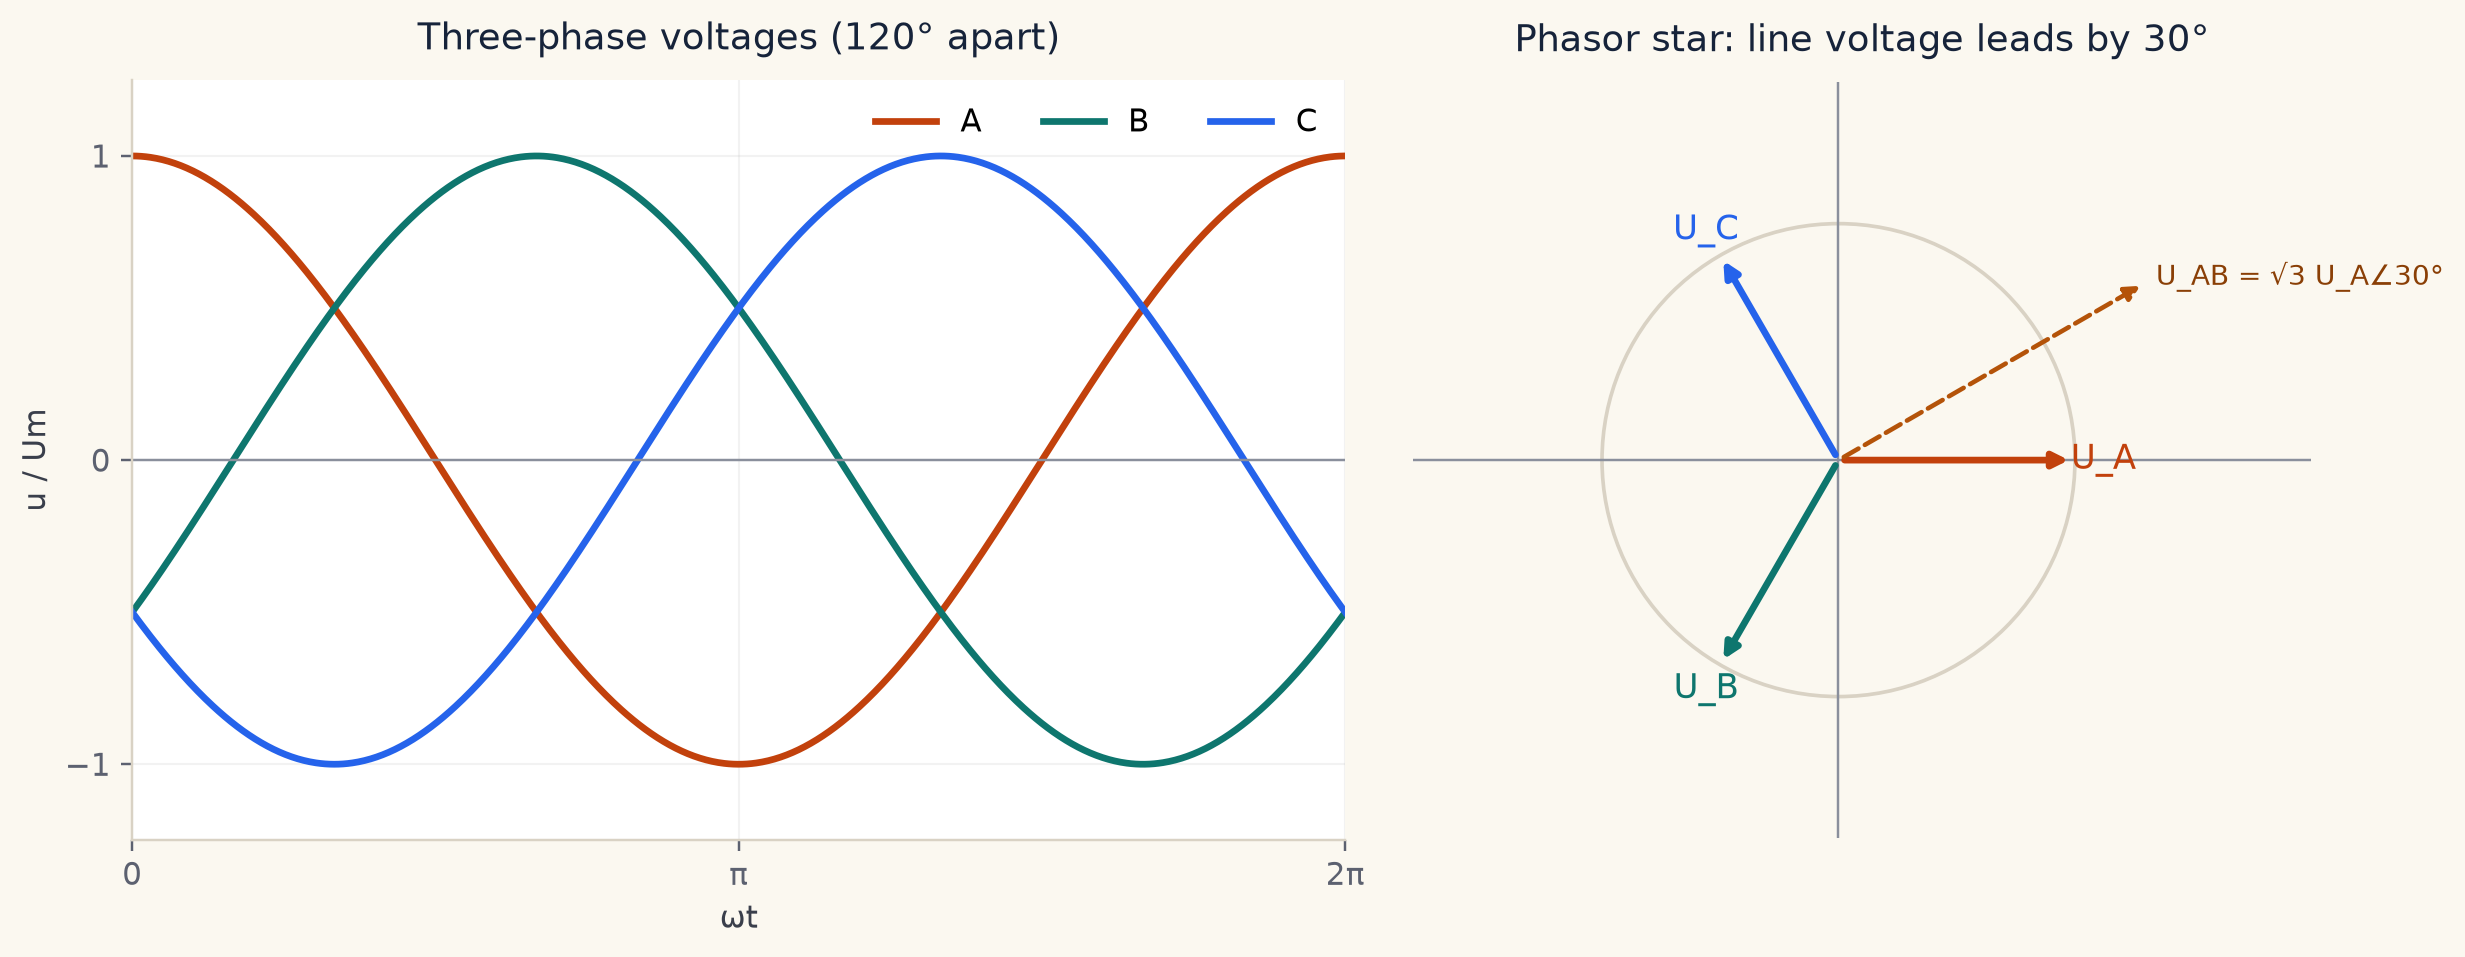 Three-phase voltages (120° apart)
A
B
C
1
0
−1
u / Um
0
π
2π
ωt
Phasor star: line voltage leads by 30°
U_C
U_AB = √3 U_A∠30°
U_A
U_B